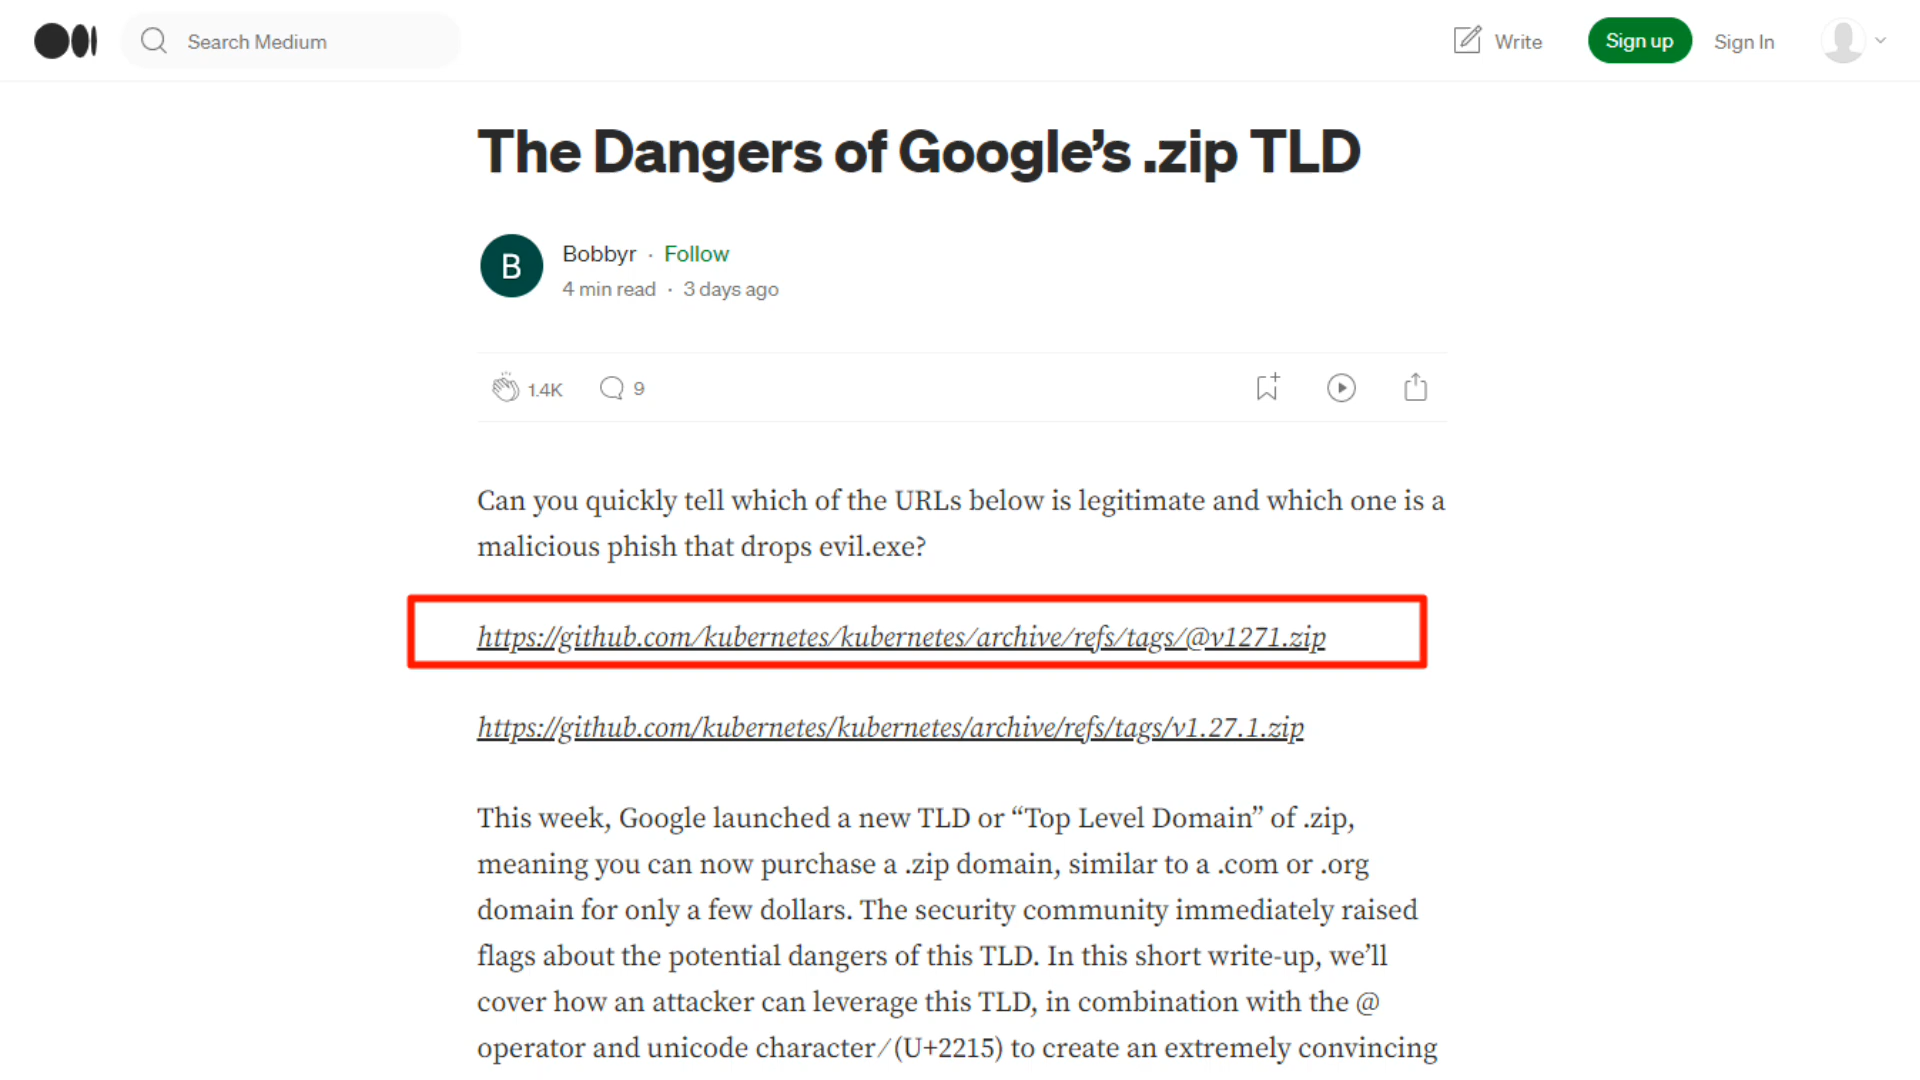 Search Medium
Write
Sign up
Sign In
The Dangers of Google’s .zip TLD
B
Bobbyr · Follow
4 min read · 3 days ago
1.4K
9
Can you quickly tell which of the URLs below is legitimate and which one is a
malicious phish that drops evil.exe?
https://github.com∕kubernetes∕kubernetes∕archive∕refs∕tags∕@v1271.zip
https://github.com/kubernetes/kubernetes/archive/refs/tags/v1.27.1.zip
This week, Google launched a new TLD or “Top Level Domain” of .zip,
meaning you can now purchase a .zip domain, similar to a .com or .org
domain for only a few dollars. The security community immediately raised
flags about the potential dangers of this TLD. In this short write-up, we’ll
cover how an attacker can leverage this TLD, in combination with the @
operator and unicode character ∕ (U+2215) to create an extremely convincing